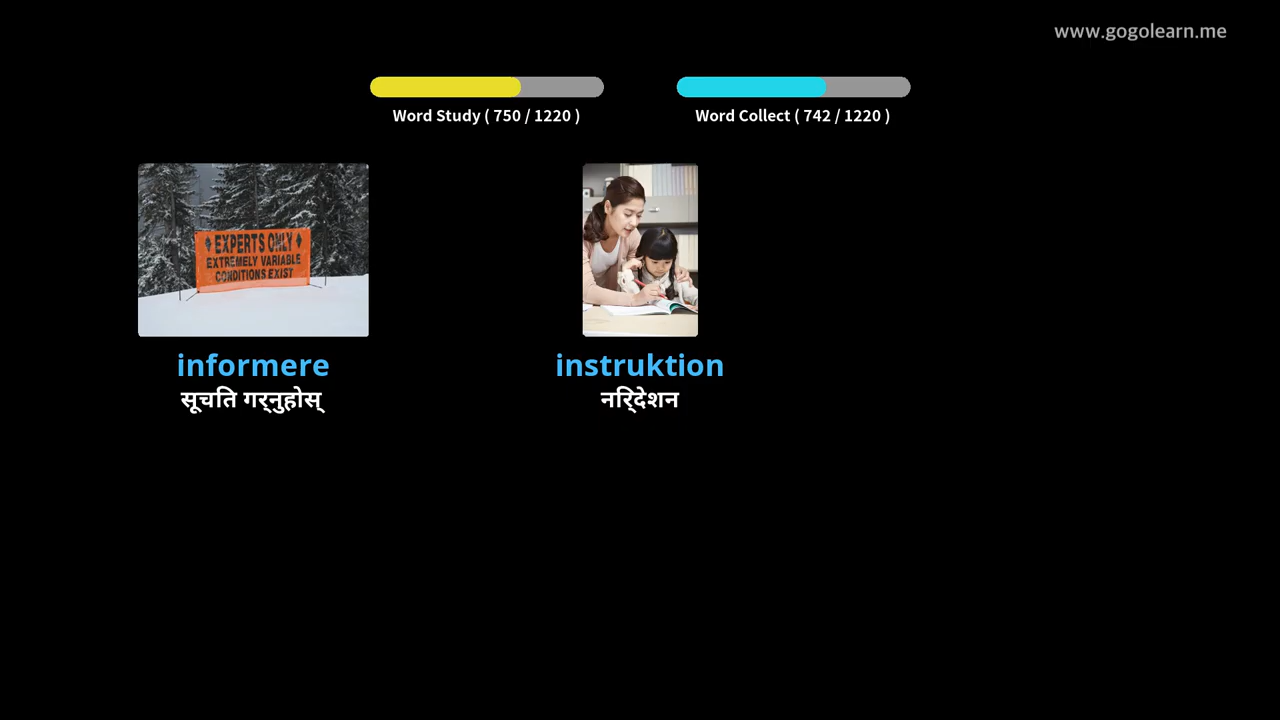 www.gogolearn.me
Word Study ( 750 / 1220 )
Word Collect ( 742 / 1220 )
EXPERTS ONLY
EXTREMELY VARIABLE
CONDITIONS EXIST
informere
सूचित गर्नुहोस्
instruktion
निर्देशन